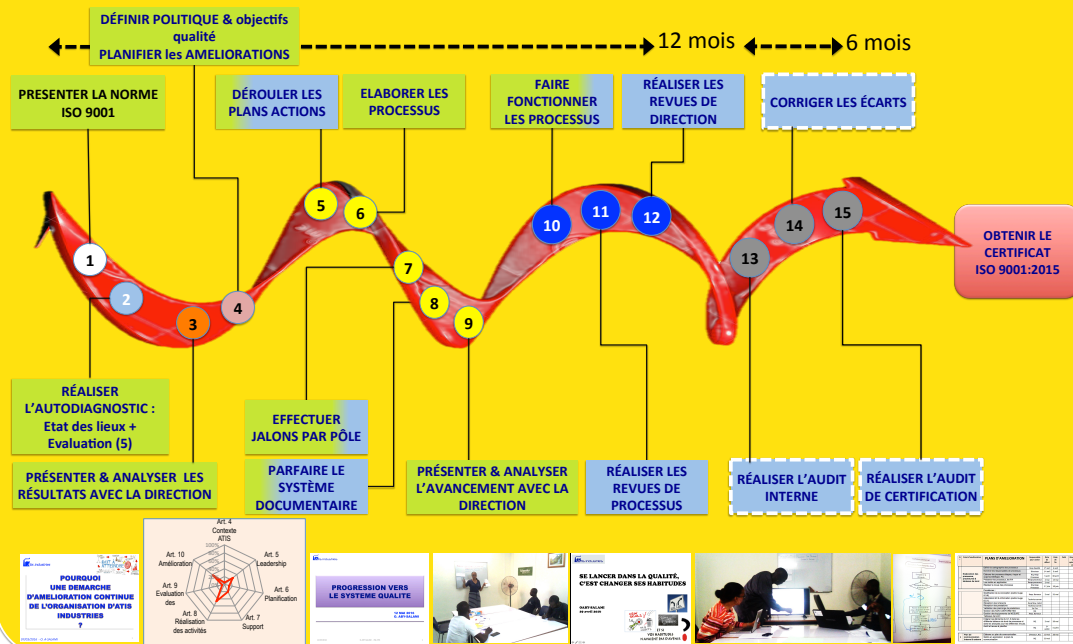 DÉFINIR POLITIQUE & objectifs
qualité
PLANIFIER les AMELIORATIONS
12 mois
6 mois
PRESENTER LA NORME
ISO 9001
DÉROULER LES
PLANS ACTIONS
ELABORER LES
PROCESSUS
FAIRE
FONCTIONNER
LES PROCESSUS
RÉALISER LES
REVUES DE
DIRECTION
CORRIGER LES ÉCARTS
1
2
3
4
5
6
7
8
9
10
11
12
13
14
15
OBTENIR LE
CERTIFICAT
ISO 9001:2015
RÉALISER
L'AUTODIAGNOSTIC :
Etat des lieux +
Evaluation (5)
PRÉSENTER & ANALYSER LES
RÉSULTATS AVEC LA DIRECTION
EFFECTUER
JALONS PAR PÔLE
PARFAIRE LE
SYSTÈME
DOCUMENTAIRE
PRÉSENTER & ANALYSER
L'AVANCEMENT AVEC LA
DIRECTION
RÉALISER LES
REVUES DE
PROCESSUS
RÉALISER L'AUDIT
INTERNE
RÉALISER L'AUDIT
DE CERTIFICATION
POURQUOI
UNE DEMARCHE
D'AMELIORATION CONTINUE
DE L'ORGANISATION D'ATIS
INDUSTRIES
?
Art. 4
Contexte
ATIS
Art. 5
Leadership
Art. 6
Planification
Art. 7
Support
Art. 8
Réalisation
des activités
Art. 9
Evaluation
des
Art. 10
Amélioration
PROGRESSION VERS
LE SYSTEME QUALITE
SE LANCER DANS LA QUALITÉ,
C'EST CHANGER SES HABITUDES
PLANS D'AMELIORATION